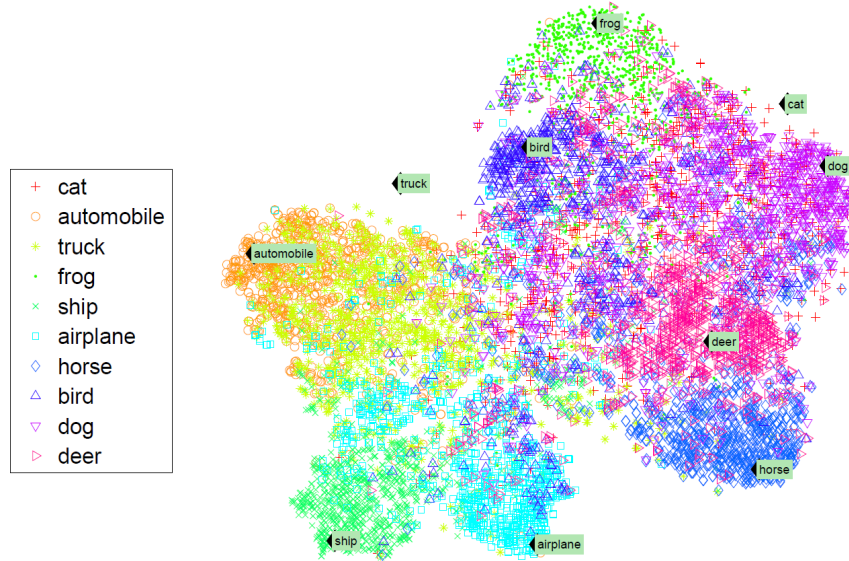 cat
automobile
truck
frog
ship
airplane
horse
bird
dog
deer
frog
cat
bird
dog
truck
automobile
deer
horse
ship
airplane